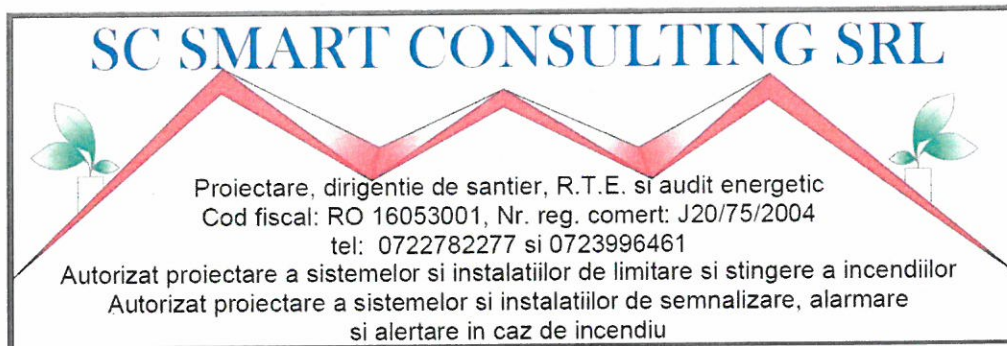 SC SMART CONSULTING SRL
Proiectare, dirigentie de santier, R.T.E. si audit energetic
Cod fiscal: RO 16053001, Nr. reg. comert: J20/75/2004
tel: 0722782277 si 0723996461
Autorizat proiectare a sistemelor si instalatiilor de limitare si stingere a incendiilor
Autorizat proiectare a sistemelor si instalatiilor de semnalizare, alarmare
si alertare in caz de incendiu